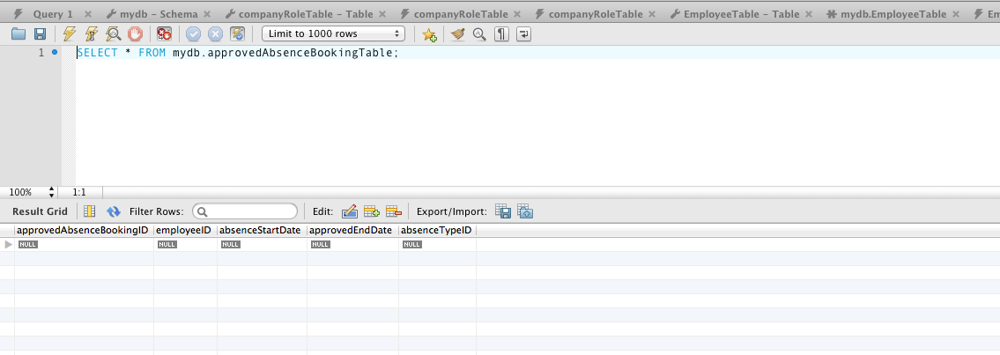 Query 1 mydb - Schema companyRoleTable - Table companyRoleTable companyRoleTable EmployeeTable - Table mydb.EmployeeTable Em
Limit to 1000 rows
1 SELECT * FROM mydb.approvedAbsenceBookingTable;
100% 1:1
Result Grid Filter Rows: Edit: Export/Import:
approvedAbsenceBookingID employeeID absenceStartDate approvedEndDate absenceTypeID
NULL NULL NULL NULL NULL